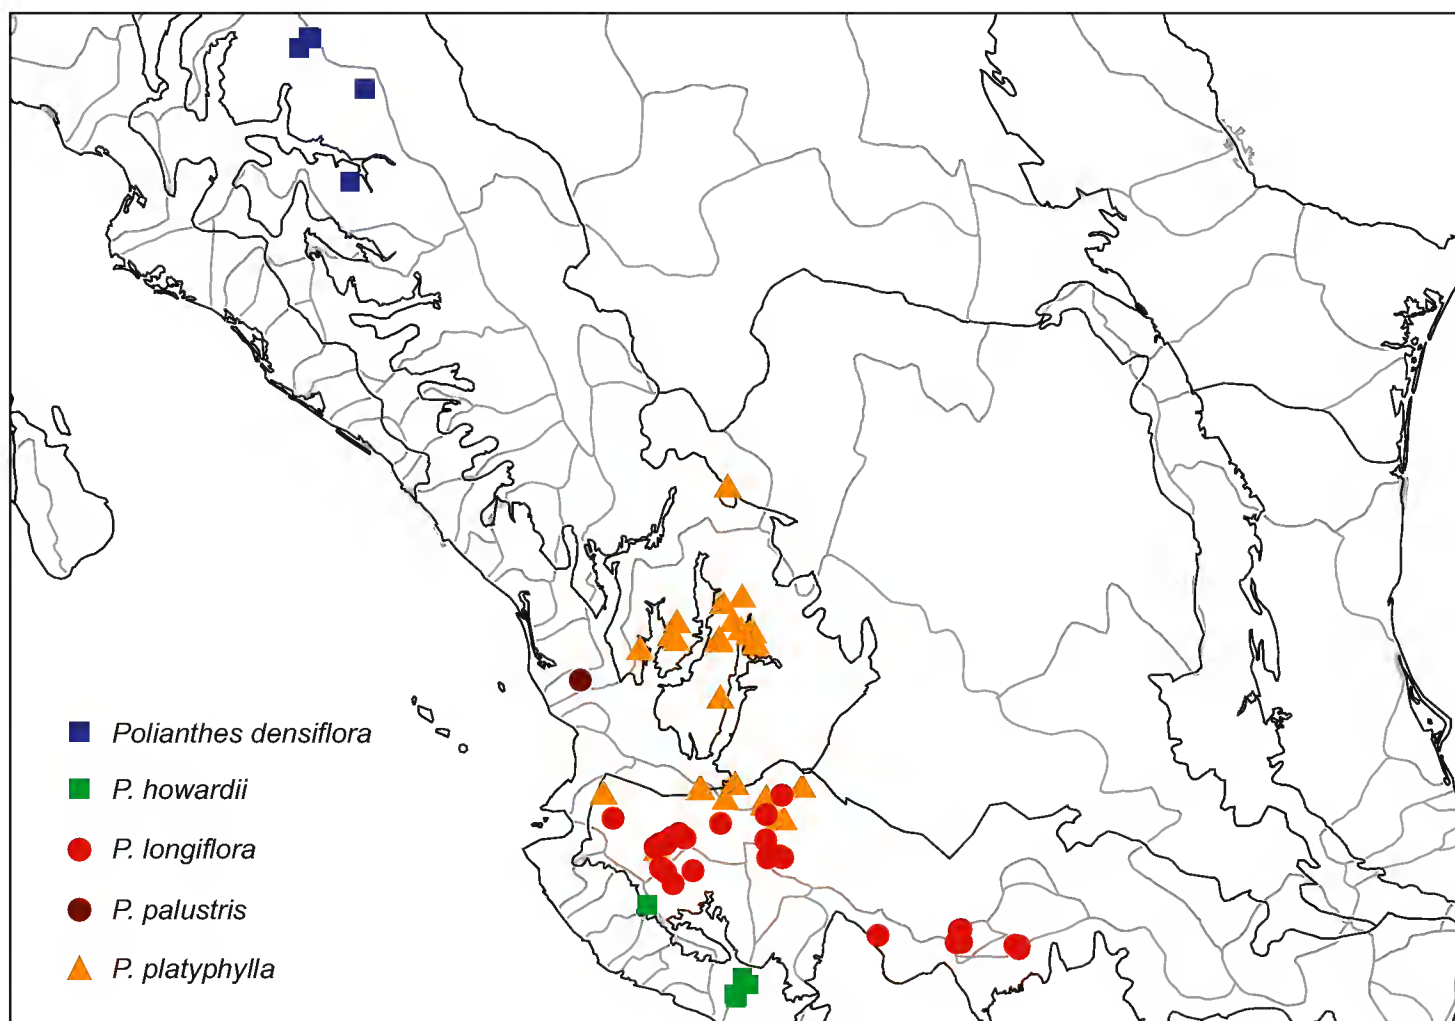 Polianthes densiflora
P. howardii
P. longiflora
P. palustris
P. platyphylla